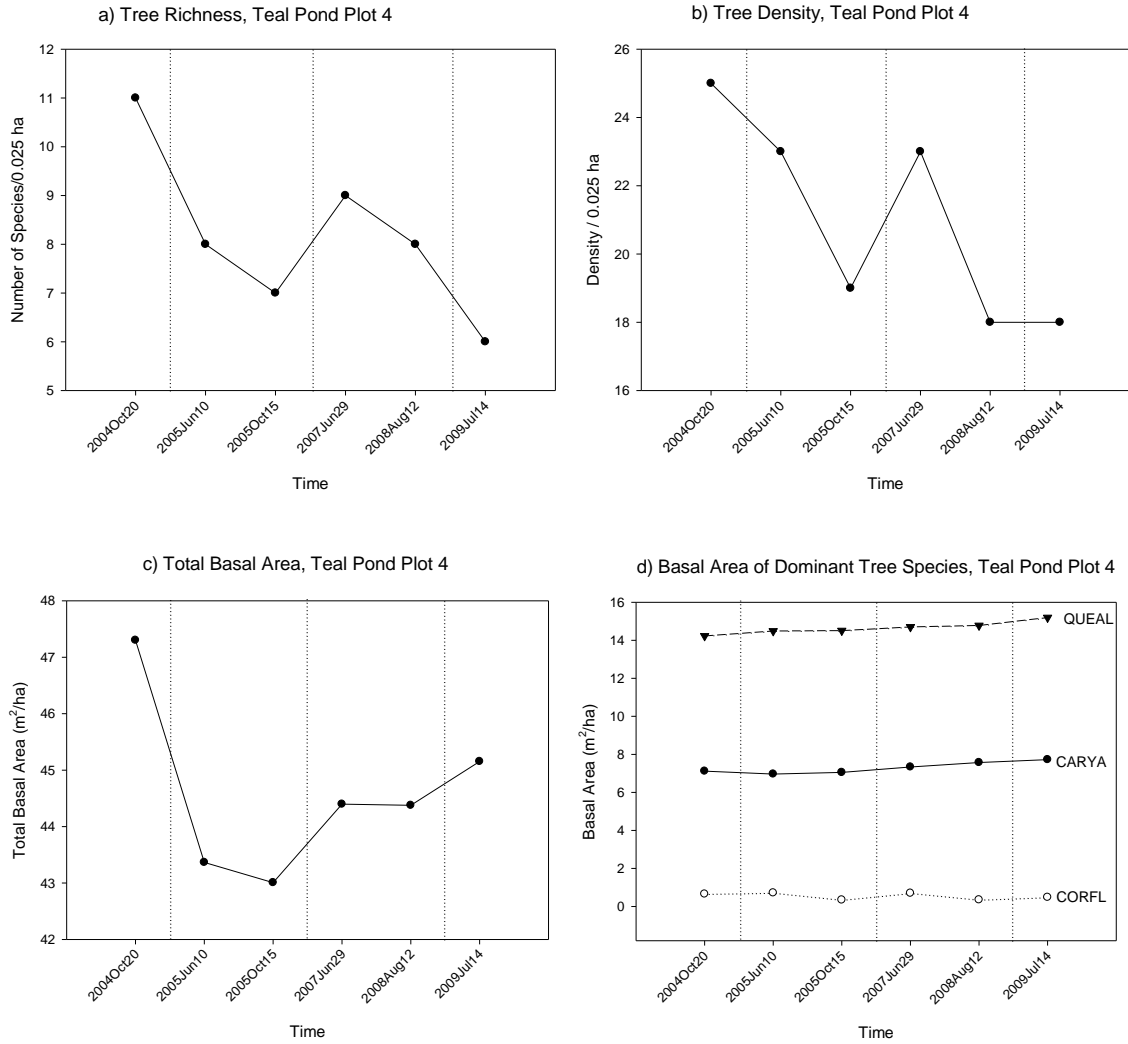 a) Tree Richness, Teal Pond Plot 4
Number of Species/0.025 ha
12
11
10
9
8
7
6
5
2004Oct20
2005Jun10
2005Oct15
2007Jun29
2008Aug12
2009Jul14
Time
b) Tree Density, Teal Pond Plot 4
Density / 0.025 ha
26
24
22
20
18
16
2004Oct20
2005Jun10
2005Oct15
2007Jun29
2008Aug12
2009Jul14
Time
c) Total Basal Area, Teal Pond Plot 4
Total Basal Area (m²/ha)
48
47
46
45
44
43
42
2004Oct20
2005Jun10
2005Oct15
2007Jun29
2008Aug12
2009Jul14
Time
d) Basal Area of Dominant Tree Species, Teal Pond Plot 4
Basal Area (m²/ha)
16
14
12
10
8
6
4
2
0
QUEAL
CARYA
CORFL
2004Oct20
2005Jun10
2005Oct15
2007Jun29
2008Aug12
2009Jul14
Time